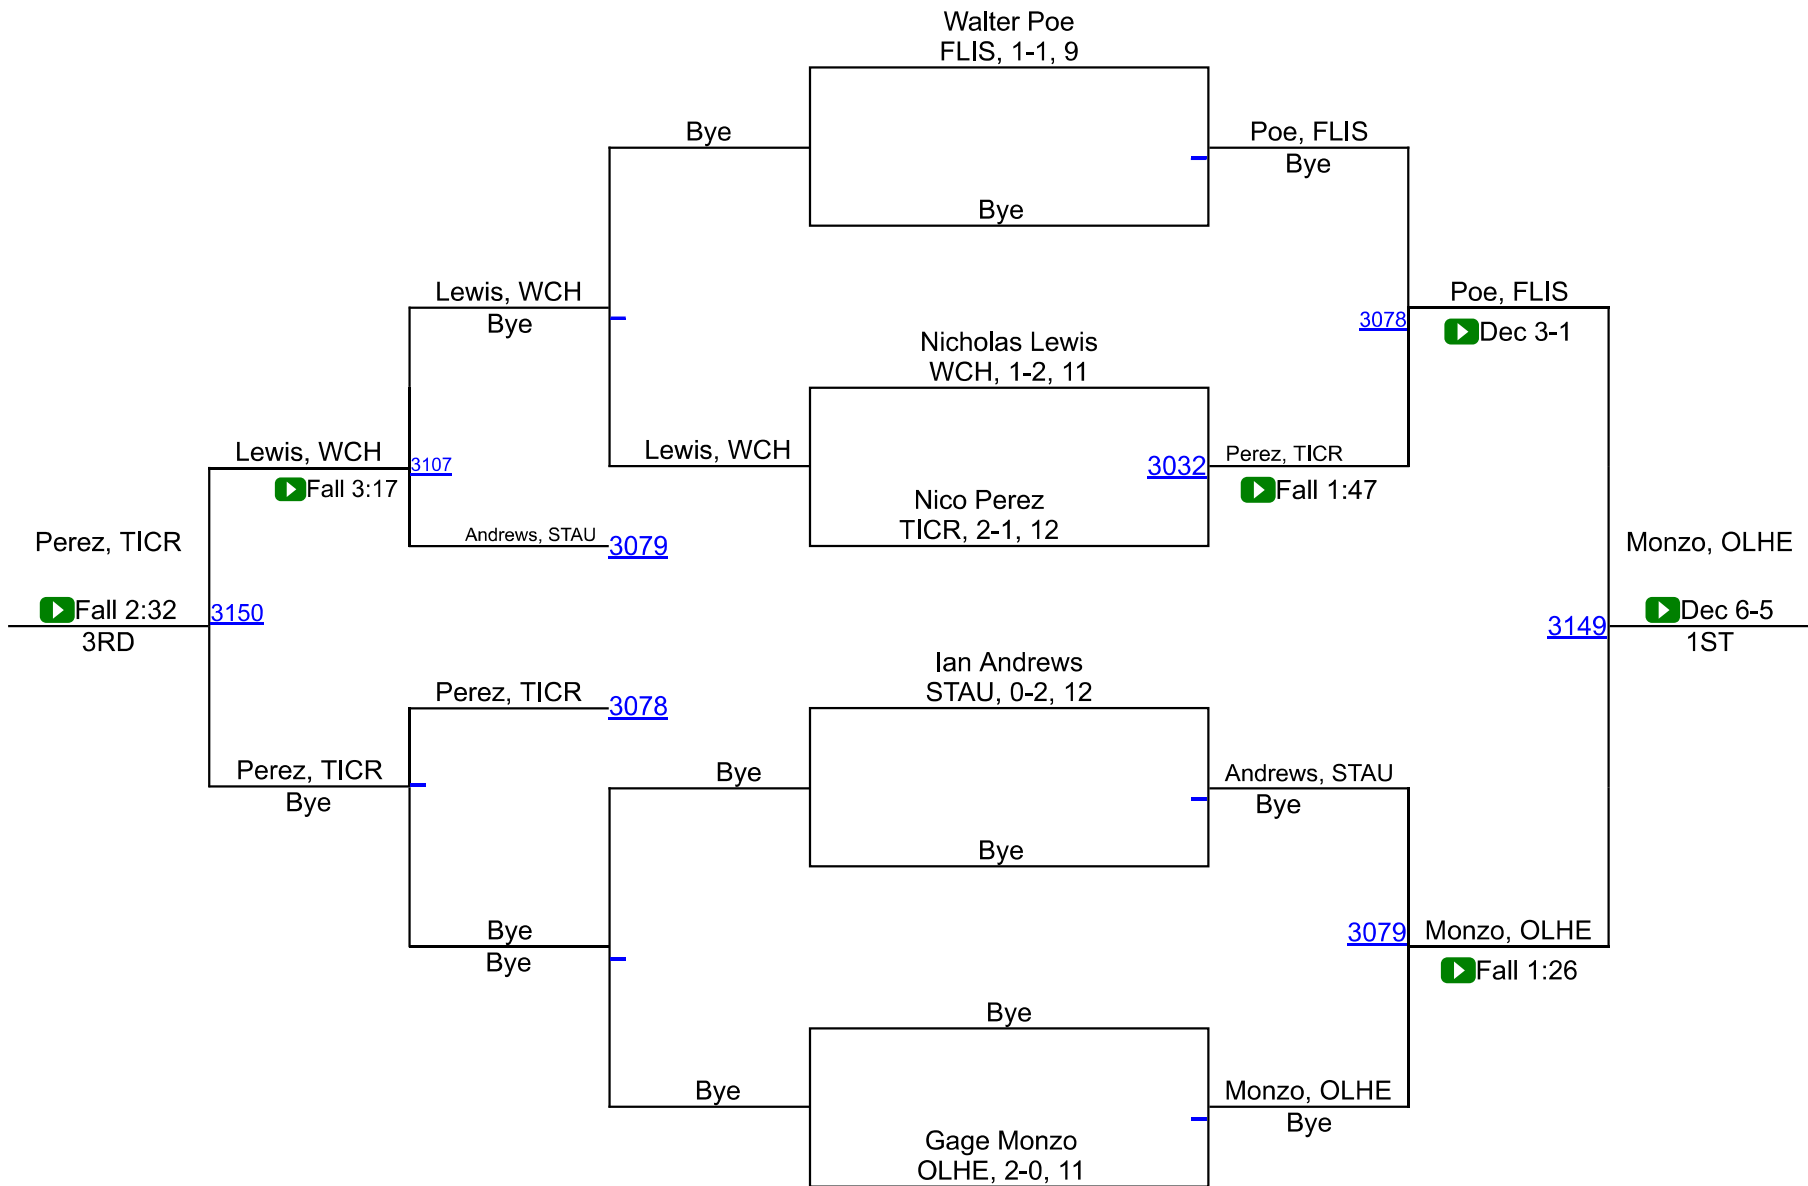 Walter Poe
FLIS, 1-1, 9
Bye
Poe, FLIS
Bye
Bye
Lewis, WCH
Bye
Poe, FLIS
3078
Dec 3-1
Nicholas Lewis
WCH, 1-2, 11
Lewis, WCH
3107
Fall 3:17
Lewis, WCH
3032
Perez, TICR
Fall 1:47
Nico Perez
TICR, 2-1, 12
Andrews, STAU
3079
Perez, TICR
Monzo, OLHE
Fall 2:32
3150
3RD
3149
Dec 6-5
1ST
Ian Andrews
STAU, 0-2, 12
Perez, TICR
3078
Perez, TICR
Bye
Bye
Andrews, STAU
Bye
Bye
Bye
Bye
3079
Monzo, OLHE
Fall 1:26
Bye
Bye
Monzo, OLHE
Bye
Gage Monzo
OLHE, 2-0, 11